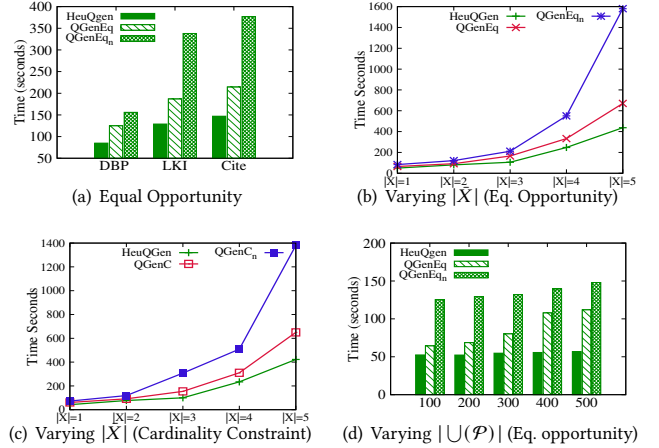 HeuQgen
QGenEq
QGenEqn
400
350
300
250
200
150
100
50
Time (seconds)
DBP LKI Cite
(a) Equal Opportunity
HeuQGen
QGenEq
QGenEqn
1600
1400
1200
1000
800
600
400
200
0
Time Seconds
|X|=1 |X|=2 |X|=3 |X|=4 |X|=5
(b) Varying |X̄| (Eq. Opportunity)
HeuQGen
QGenC
QGenCn
1400
1200
1000
800
600
400
200
0
Time Seconds
|X|=1 |X|=2 |X|=3 |X|=4 |X|=5
(c) Varying |X̄| (Cardinality Constraint)
HeuQgen
QGenEq
QGenEqn
200
150
100
50
0
Time (seconds)
100 200 300 400 500
(d) Varying |⋃(𝒫)| (Eq. opportunity)